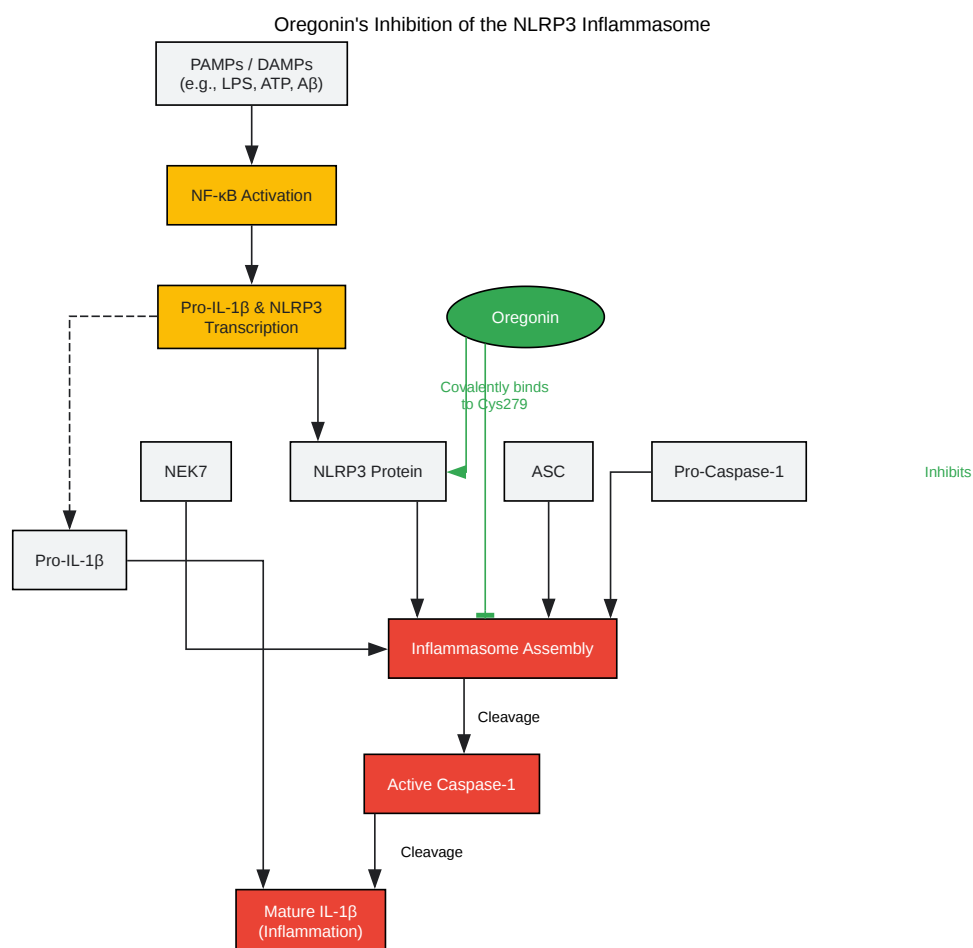 Oregonin's Inhibition of the NLRP3 Inflammasome
PAMPs / DAMPs
(e.g., LPS, ATP, Aβ)
NF-κB Activation
Pro-IL-1β & NLRP3
Transcription
Oregonin
Covalently binds
to Cys279
NEK7
NLRP3 Protein
ASC
Pro-Caspase-1
Inhibits
Pro-IL-1β
Inflammasome Assembly
Cleavage
Active Caspase-1
Cleavage
Mature IL-1β
(Inflammation)